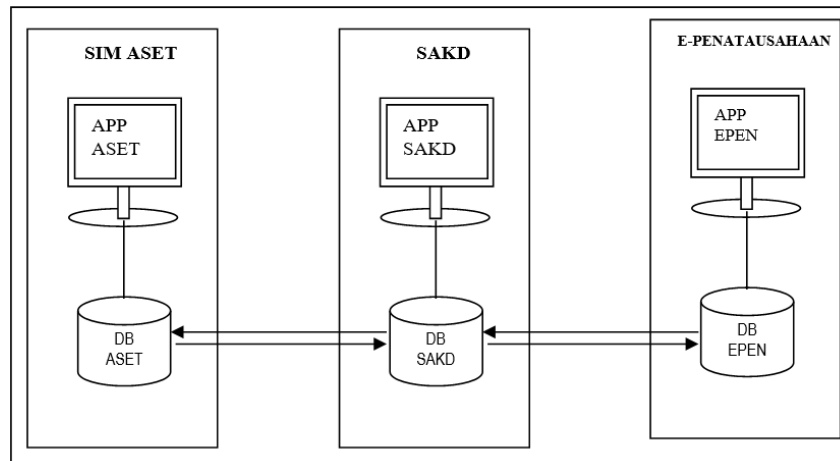 SIM ASET
APP
ASET
DB
ASET
SAKD
APP
SAKD
DB
SAKD
E-PENATAUSAHAAN
APP
EPEN
DB
EPEN